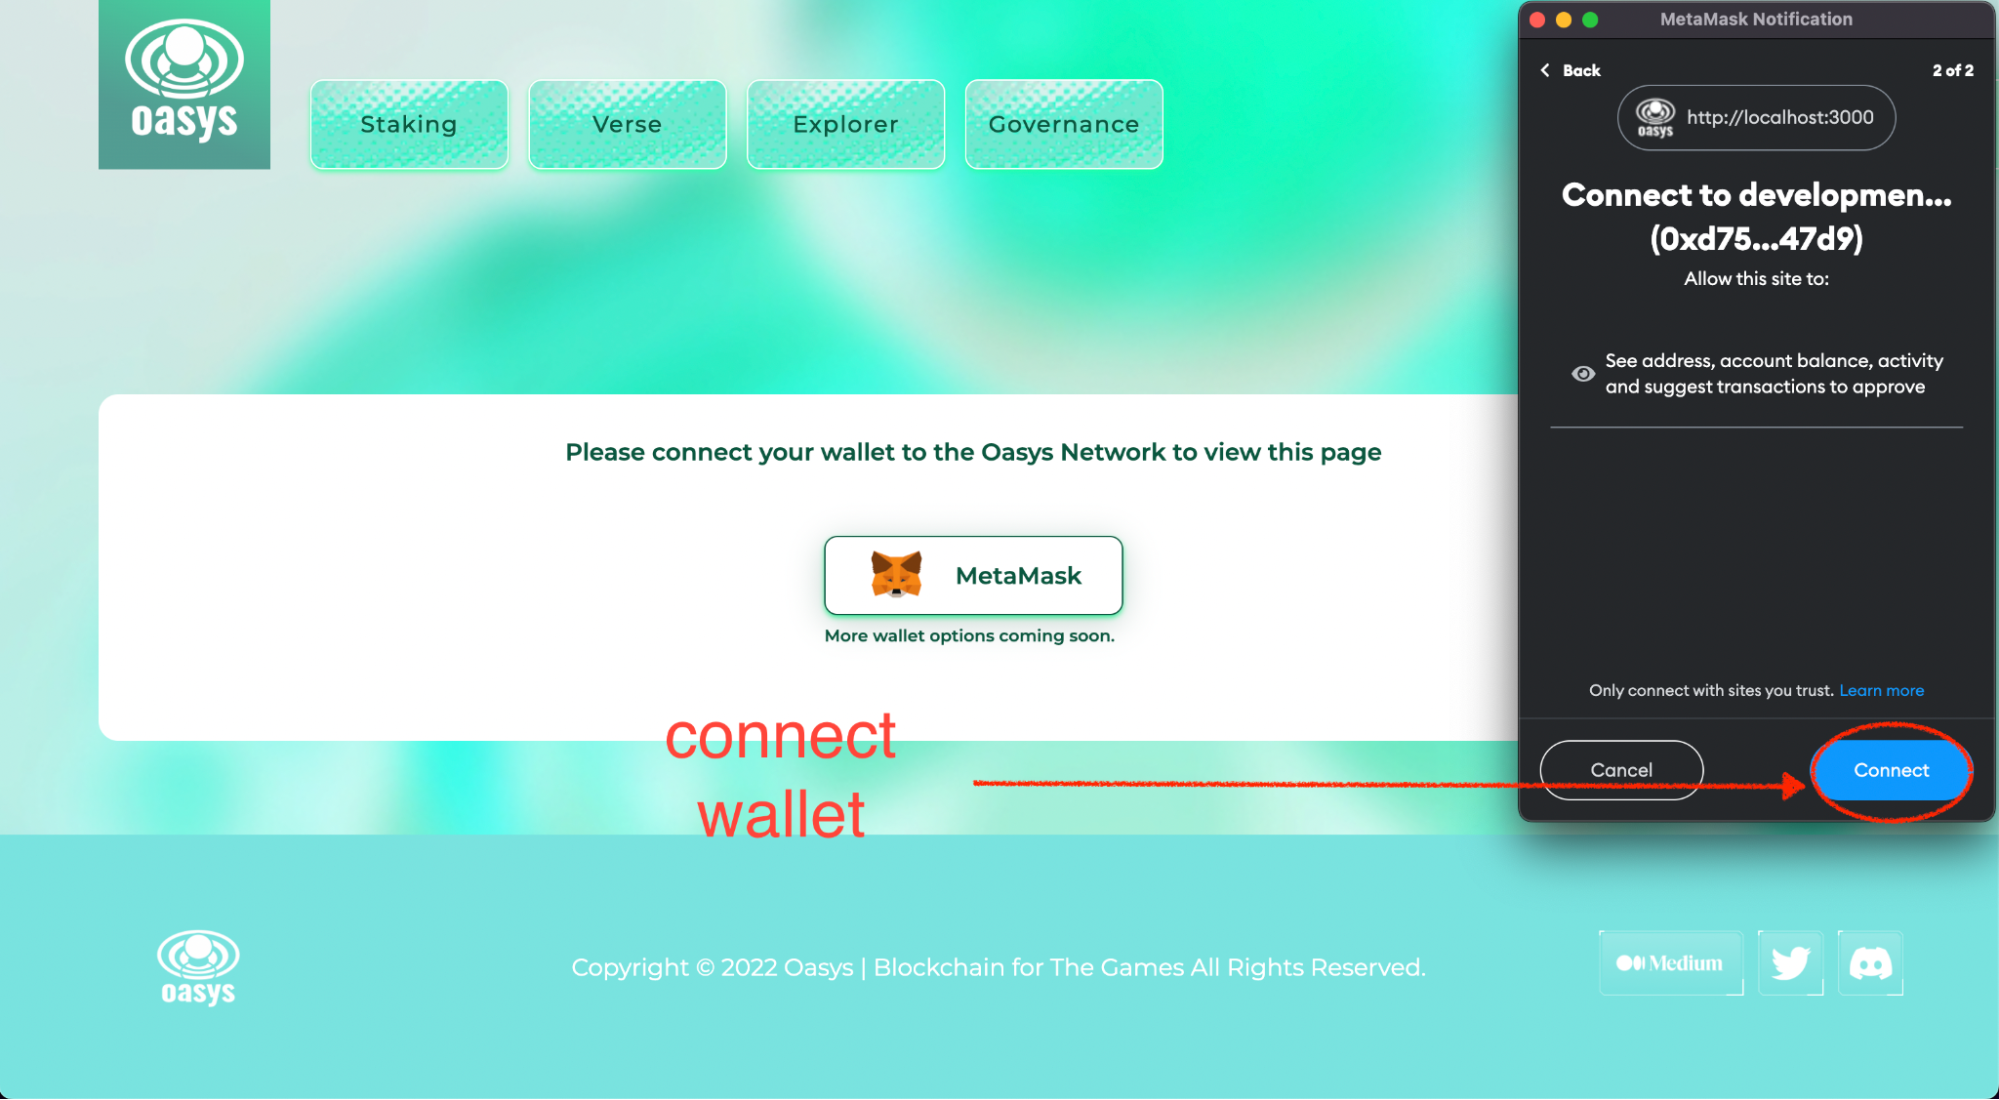 oasys
Staking
Verse
Explorer
Governance
Please connect your wallet to the Oasys Network to view this page
MetaMask
More wallet options coming soon.
connect
wallet
MetaMask Notification
Back
2 of 2
oasys
http://localhost:3000
Connect to developmen...
(0xd75...47d9)
Allow this site to:
See address, account balance, activity
and suggest transactions to approve
Only connect with sites you trust. Learn more
Cancel
Connect
oasys
Copyright © 2022 Oasys | Blockchain for The Games All Rights Reserved.
Medium